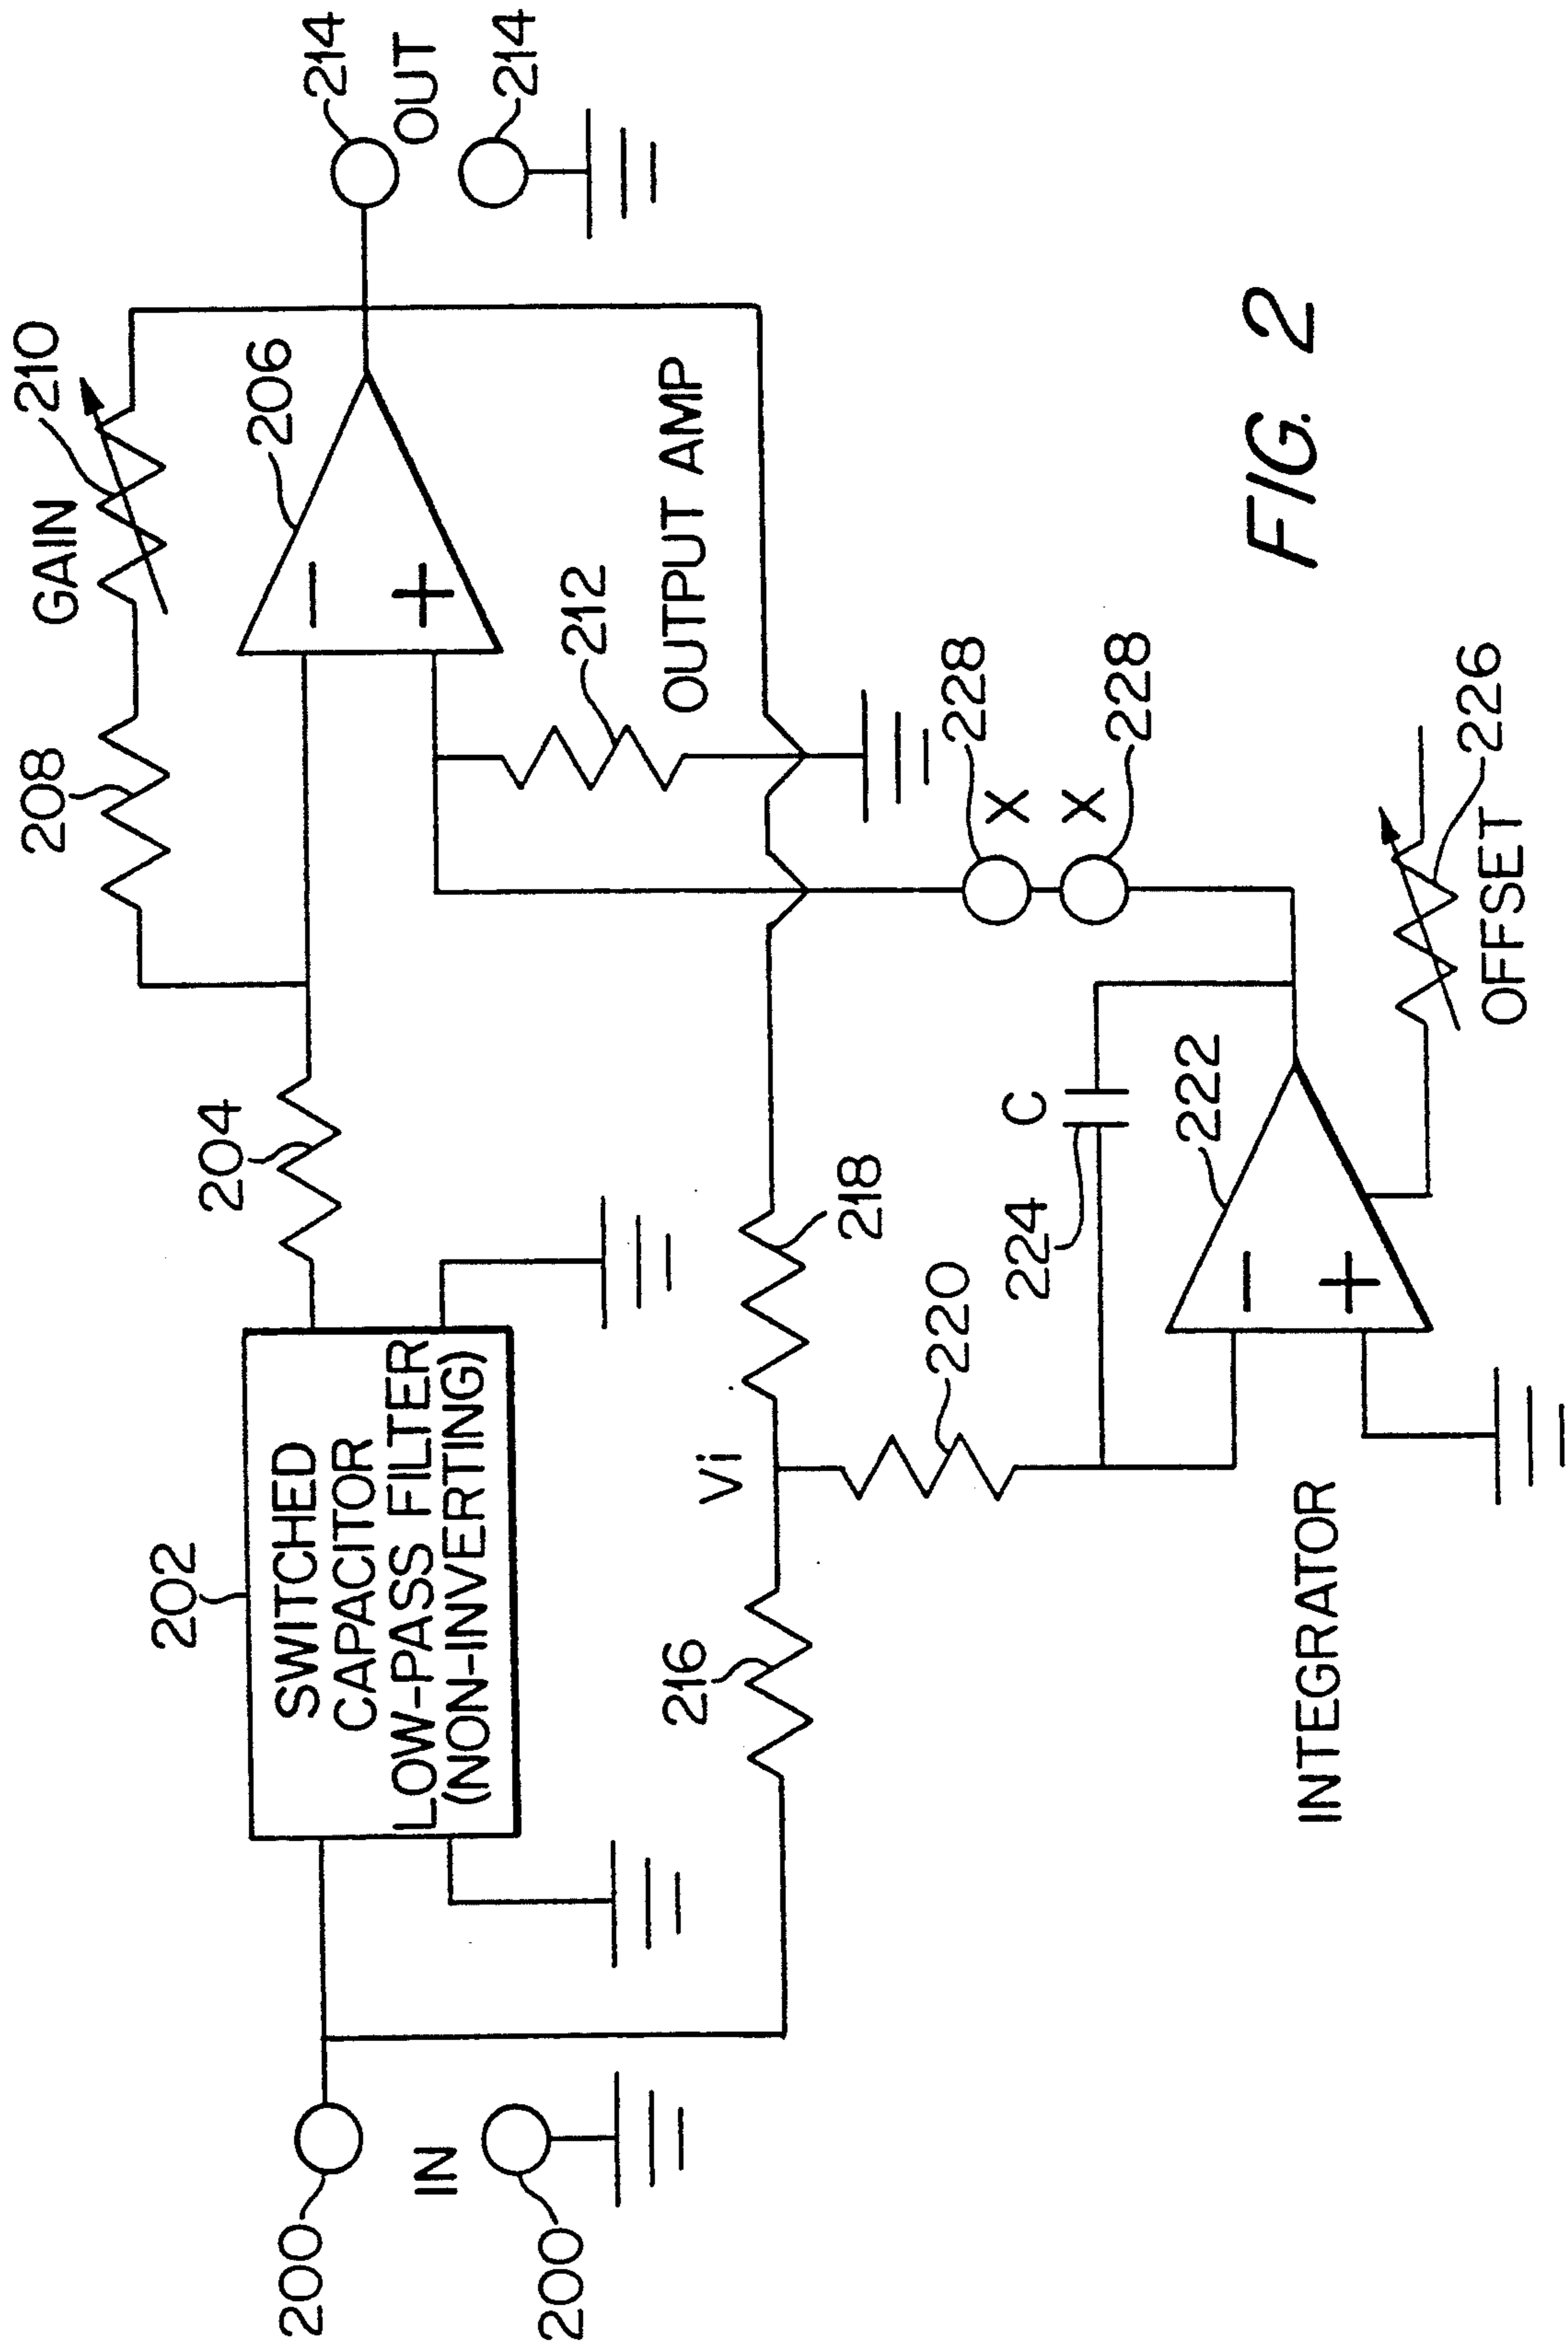 GAIN
210
208
206
214
OUT
214
-
+
204
202
SWITCHED
CAPACITOR
LOW-PASS FILTER
(NON-INVERTING)
212
OUTPUT AMP
200
IN
200
216
Vi
218
220
228
X
X
228
C
224
222
-
+
INTEGRATOR
226
OFFSET
FIG. 2